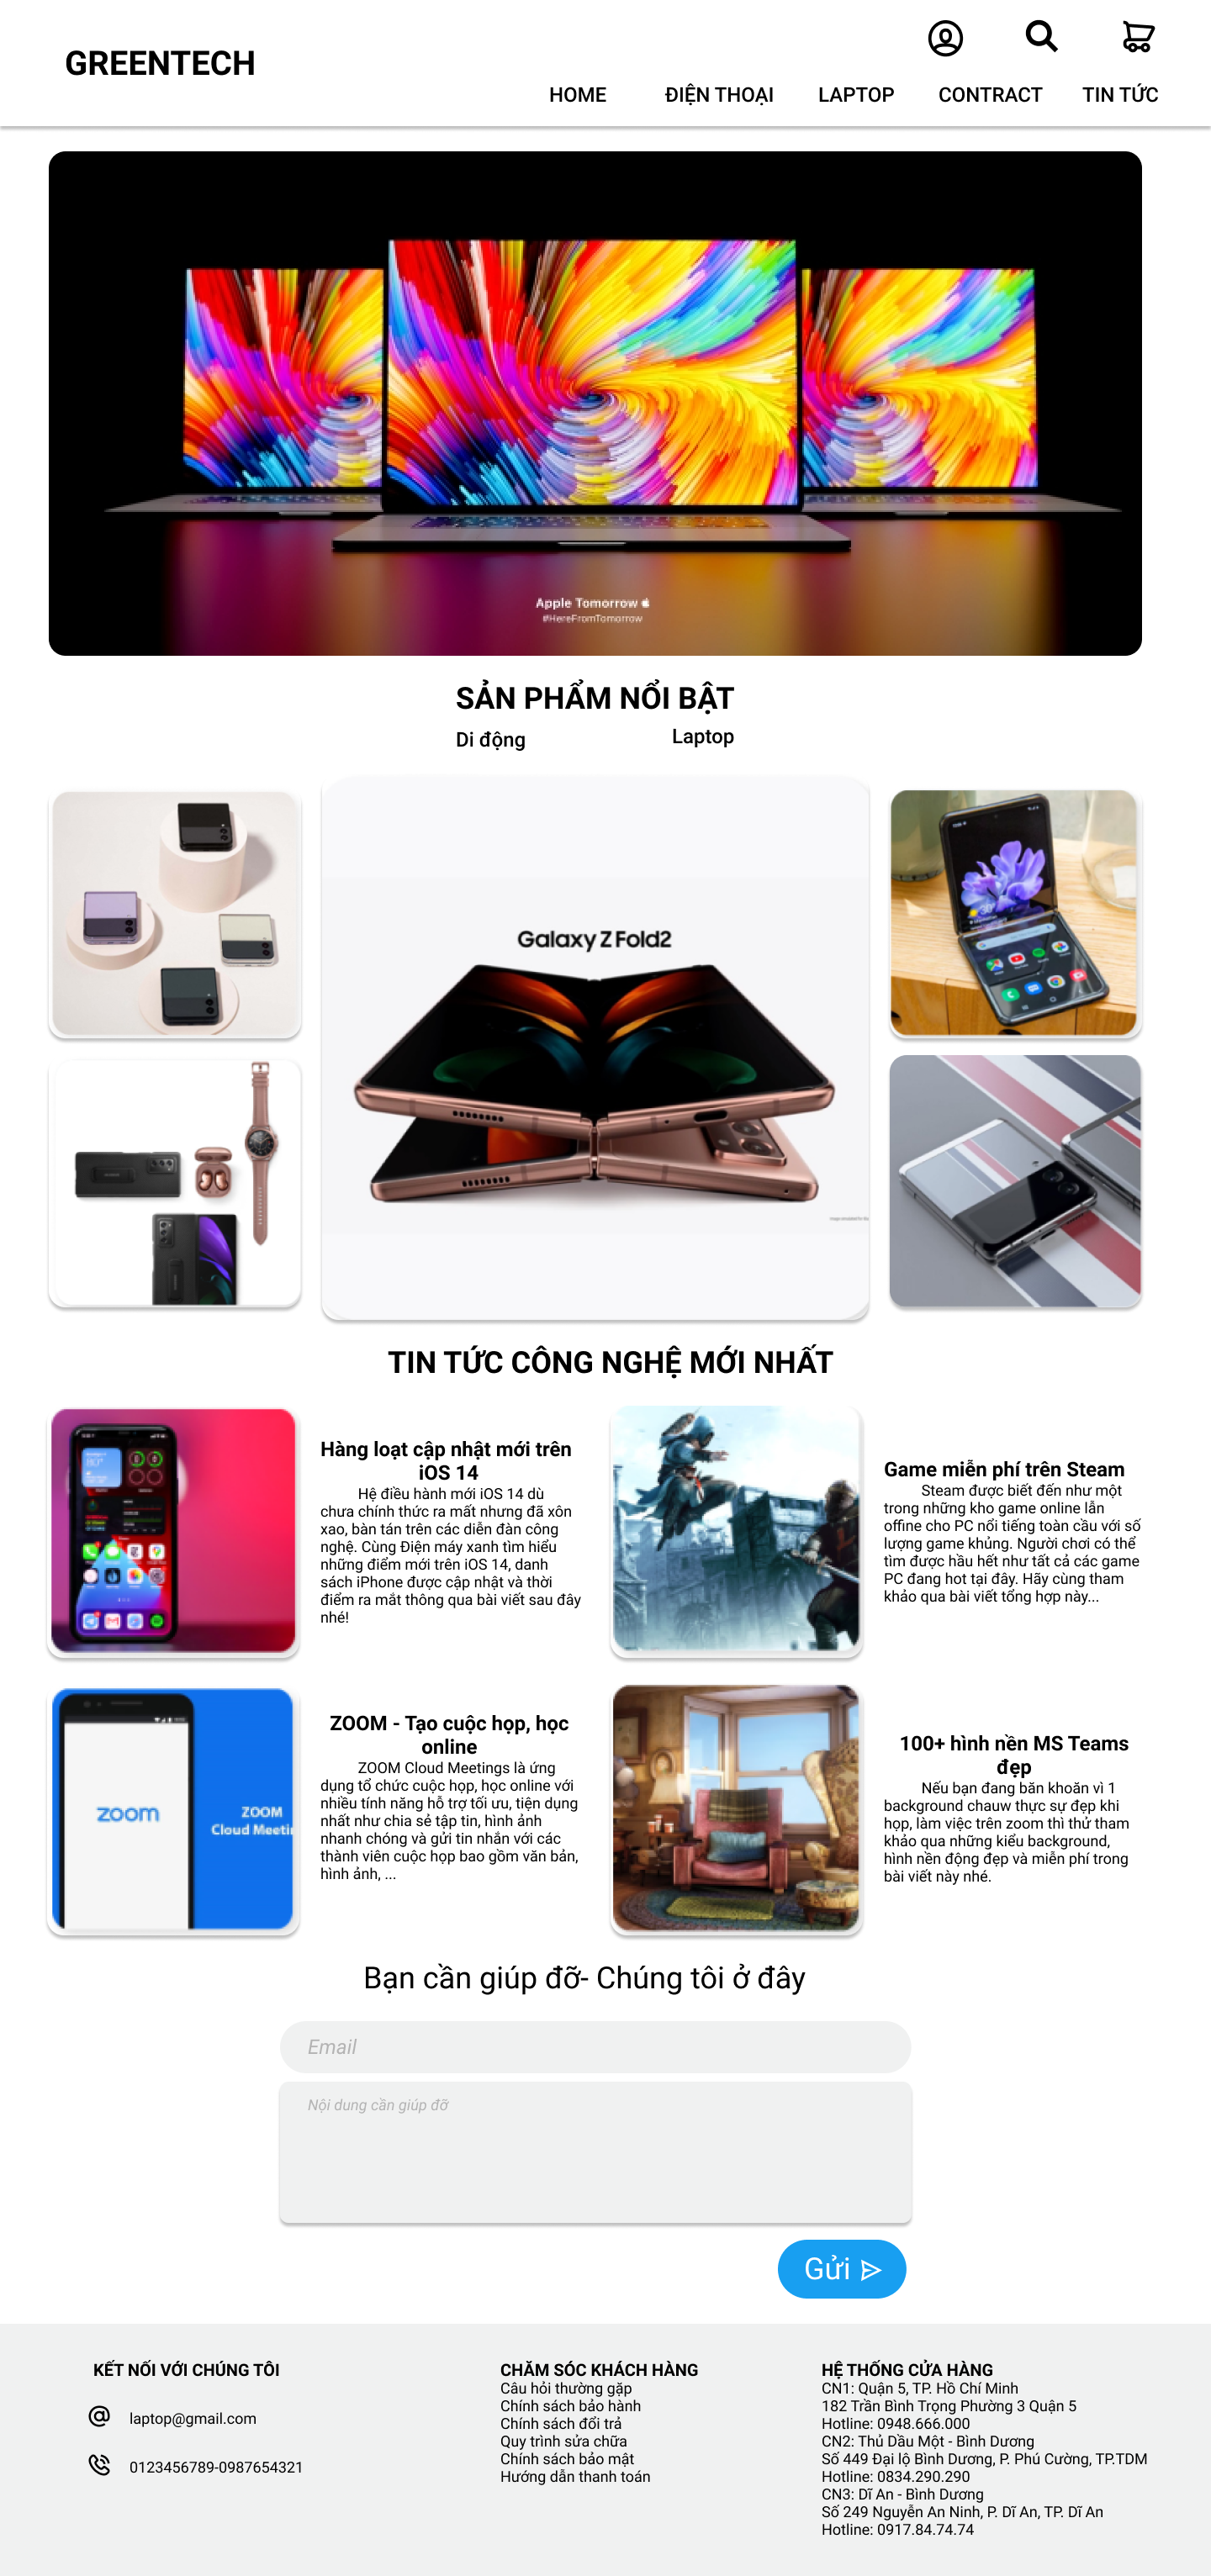 GREENTECH
HOME ĐIỆN THOẠI LAPTOP CONTRACT TIN TỨC
Apple Tomorrow
#HereFromTomorrow
SẢN PHẨM NỔI BẬT
Di động Laptop
Galaxy Z Fold2
TIN TỨC CÔNG NGHỆ MỚI NHẤT
Hàng loạt cập nhật mới trên
iOS 14
Hệ điều hành mới iOS 14 dù
chưa chính thức ra mất nhưng đã xôn
xao, bàn tán trên các diễn đàn công
nghệ. Cùng Điện máy xanh tìm hiểu
những điểm mới trên iOS 14, danh
sách iPhone được cập nhật và thời
điểm ra mắt thông qua bài viết sau đây
nhé!
Game miễn phí trên Steam
Steam được biết đến như một
trong những kho game online lẫn
offine cho PC nổi tiếng toàn cầu với số
lượng game khủng. Người chơi có thể
tìm được hầu hết như tất cả các game
PC đang hot tại đây. Hãy cùng tham
khảo qua bài viết tổng hợp này...
zoom
ZOOM
Cloud Meetin
ZOOM - Tạo cuộc họp, học
online
ZOOM Cloud Meetings là ứng
dụng tổ chức cuộc họp, học online với
nhiều tính năng hỗ trợ tối ưu, tiện dụng
nhất như chia sẻ tập tin, hình ảnh
nhanh chóng và gửi tin nhắn với các
thành viên cuộc họp bao gồm văn bản,
hình ảnh, ...
100+ hình nền MS Teams
đẹp
Nếu bạn đang băn khoăn vì 1
background chauw thực sự đẹp khi
họp, làm việc trên zoom thì thử tham
khảo qua những kiểu background,
hình nền động đẹp và miễn phí trong
bài viết này nhé.
Bạn cần giúp đỡ- Chúng tôi ở đây
Email
Nội dung cần giúp đỡ
Gửi
KẾT NỐI VỚI CHÚNG TÔI
laptop@gmail.com
0123456789-0987654321
CHĂM SÓC KHÁCH HÀNG
Câu hỏi thường gặp
Chính sách bảo hành
Chính sách đổi trả
Quy trình sửa chữa
Chính sách bảo mật
Hướng dẫn thanh toán
HỆ THỐNG CỬA HÀNG
CN1: Quận 5, TP. Hồ Chí Minh
182 Trần Bình Trọng Phường 3 Quận 5
Hotline: 0948.666.000
CN2: Thủ Dầu Một - Bình Dương
Số 449 Đại lộ Bình Dương, P. Phú Cường, TP.TDM
Hotline: 0834.290.290
CN3: Dĩ An - Bình Dương
Số 249 Nguyễn An Ninh, P. Dĩ An, TP. Dĩ An
Hotline: 0917.84.74.74